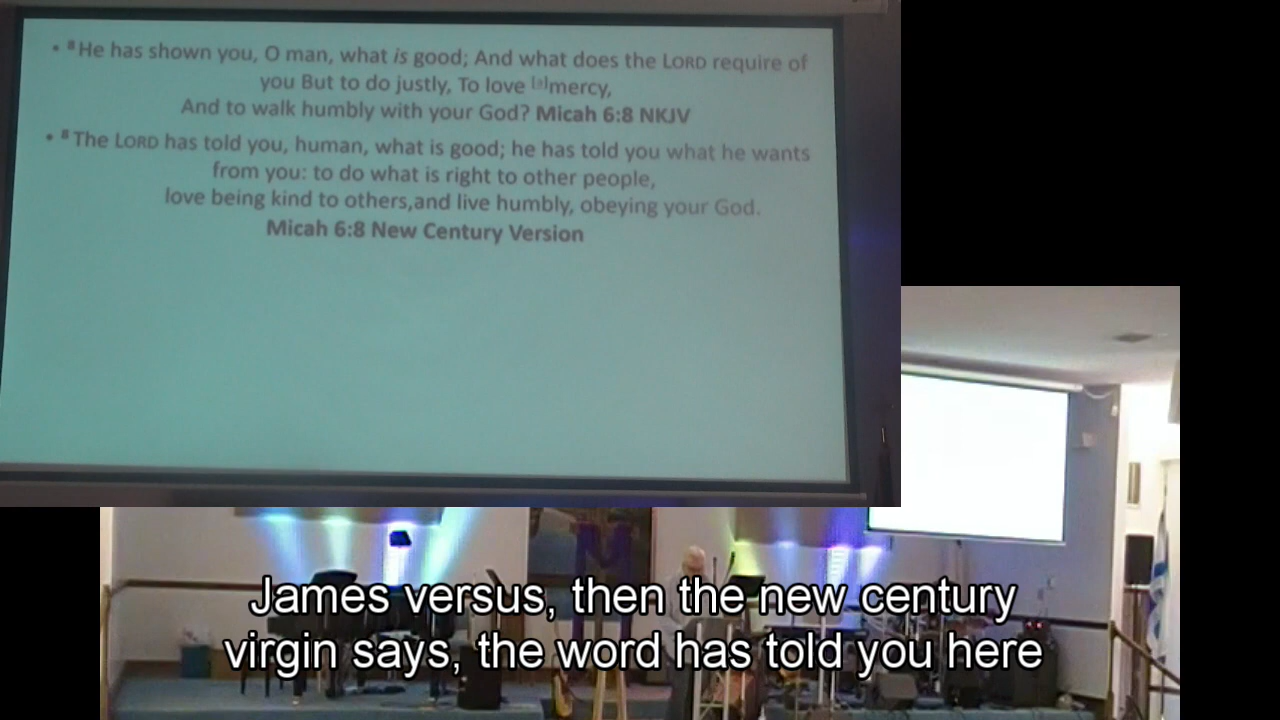 • ⁸He has shown you, O man, what is good; And what does the LORD require of
you But to do justly, To love [a]mercy,
And to walk humbly with your God? Micah 6:8 NKJV
• ⁸The LORD has told you, human, what is good; he has told you what he wants
from you: to do what is right to other people,
love being kind to others,and live humbly, obeying your God.
Micah 6:8 New Century Version
James versus, then the new century
virgin says, the word has told you here